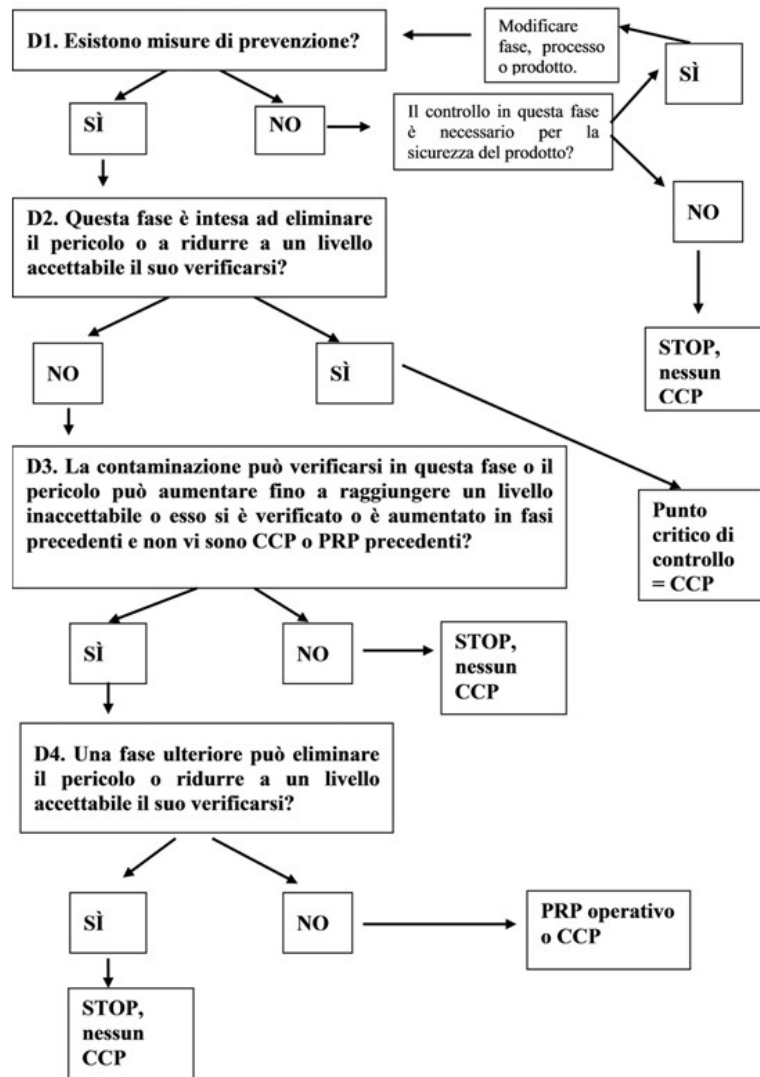 D1. Esistono misure di prevenzione?
Modificare
fase, processo
o prodotto.
SÌ
SÌ
NO
Il controllo in questa fase
è necessario per la
sicurezza del prodotto?
NO
D2. Questa fase è intesa ad eliminare
il pericolo o a ridurre a un livello
accettabile il suo verificarsi?
STOP,
nessun
CCP
NO
SÌ
D3. La contaminazione può verificarsi in questa fase o il
pericolo può aumentare fino a raggiungere un livello
inaccettabile o esso si è verificato o è aumentato in fasi
precedenti e non vi sono CCP o PRP precedenti?
Punto
critico di
controllo
= CCP
SÌ
NO
STOP,
nessun
CCP
D4. Una fase ulteriore può eliminare
il pericolo o ridurre a un livello
accettabile il suo verificarsi?
SÌ
NO
PRP operativo
o CCP
STOP,
nessun
CCP